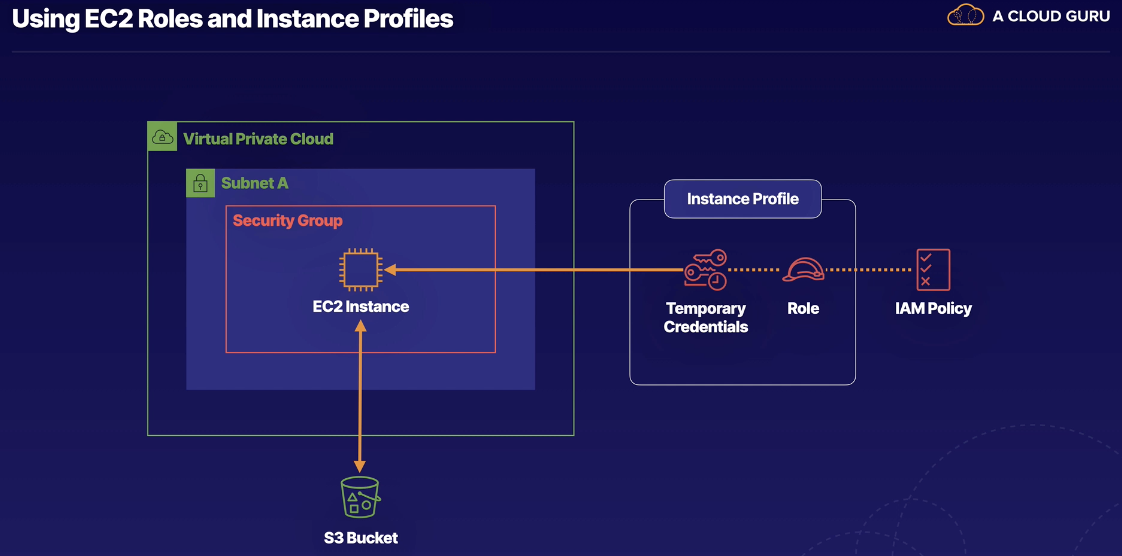 Using EC2 Roles and Instance Profiles
A CLOUD GURU
Virtual Private Cloud
Subnet A
Security Group
EC2 Instance
Instance Profile
Temporary
Credentials
Role
IAM Policy
S3 Bucket